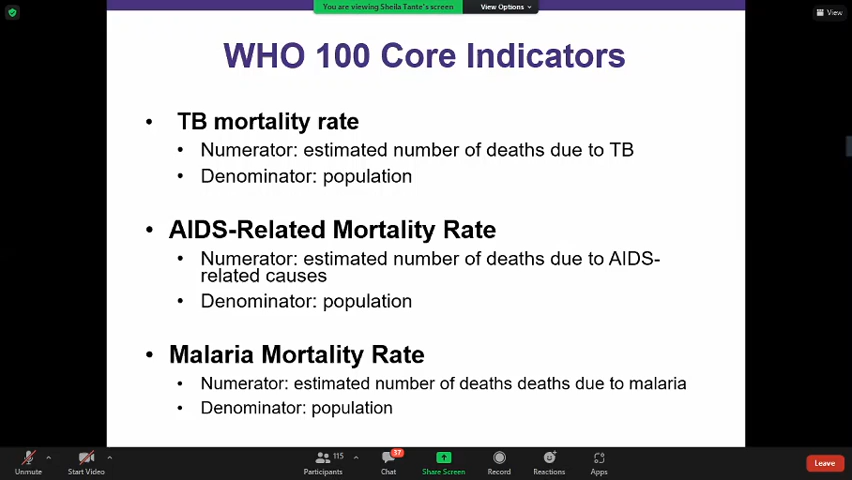 You are viewing Sheila Tante's screen
View Options
View
WHO 100 Core Indicators
• TB mortality rate
• Numerator: estimated number of deaths due to TB
• Denominator: population
• AIDS-Related Mortality Rate
• Numerator: estimated number of deaths due to AIDS-
related causes
• Denominator: population
• Malaria Mortality Rate
• Numerator: estimated number of deaths deaths due to malaria
• Denominator: population
115
37
Unmute
Start Video
Participants
Chat
Share Screen
Record
Reactions
Apps
Leave